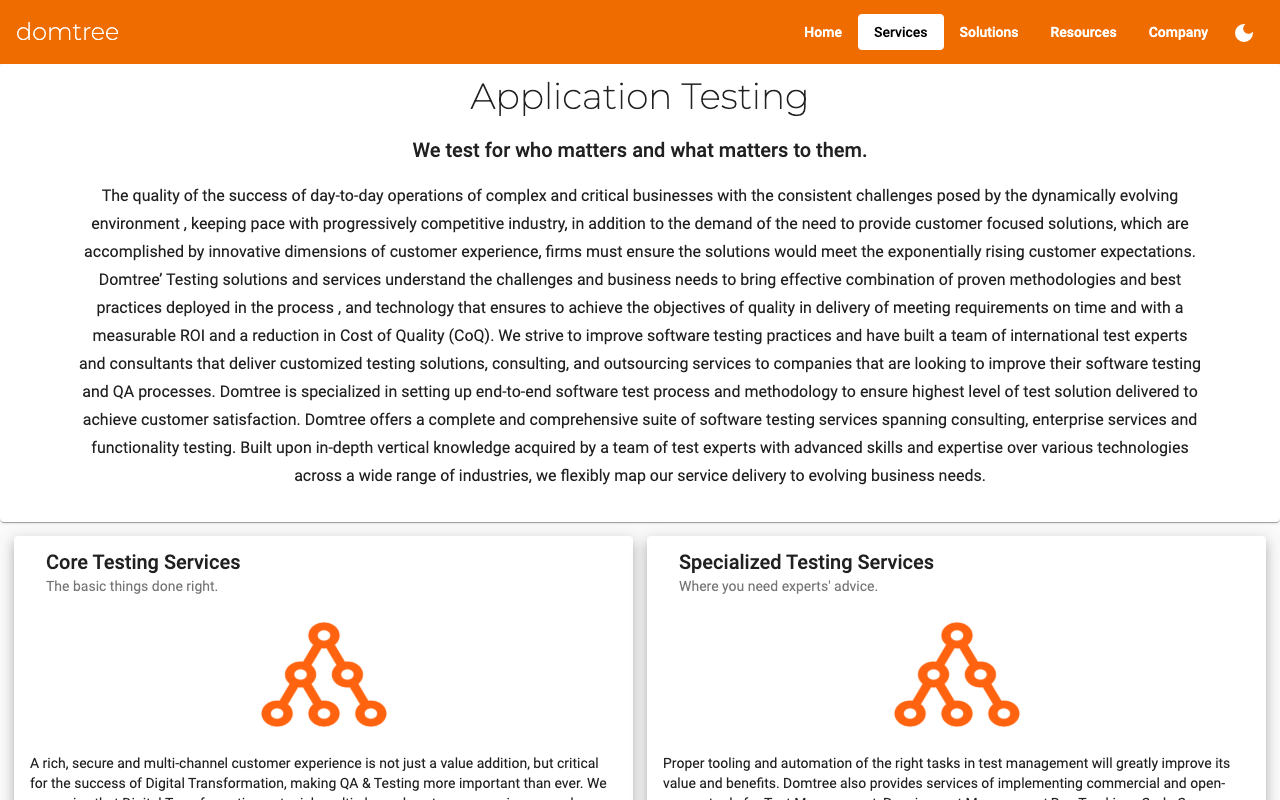 domtree
Home
Services
Solutions
Resources
Company
Application Testing
We test for who matters and what matters to them.
The quality of the success of day-to-day operations of complex and critical businesses with the consistent challenges posed by the dynamically evolving
environment , keeping pace with progressively competitive industry, in addition to the demand of the need to provide customer focused solutions, which are
accomplished by innovative dimensions of customer experience, firms must ensure the solutions would meet the exponentially rising customer expectations.
Domtree’ Testing solutions and services understand the challenges and business needs to bring effective combination of proven methodologies and best
practices deployed in the process , and technology that ensures to achieve the objectives of quality in delivery of meeting requirements on time and with a
measurable ROI and a reduction in Cost of Quality (CoQ). We strive to improve software testing practices and have built a team of international test experts
and consultants that deliver customized testing solutions, consulting, and outsourcing services to companies that are looking to improve their software testing
and QA processes. Domtree is specialized in setting up end-to-end software test process and methodology to ensure highest level of test solution delivered to
achieve customer satisfaction. Domtree offers a complete and comprehensive suite of software testing services spanning consulting, enterprise services and
functionality testing. Built upon in-depth vertical knowledge acquired by a team of test experts with advanced skills and expertise over various technologies
across a wide range of industries, we flexibly map our service delivery to evolving business needs.
Core Testing Services
The basic things done right.
A rich, secure and multi-channel customer experience is not just a value addition, but critical
for the success of Digital Transformation, making QA & Testing more important than ever. We
Specialized Testing Services
Where you need experts' advice.
Proper tooling and automation of the right tasks in test management will greatly improve its
value and benefits. Domtree also provides services of implementing commercial and open-